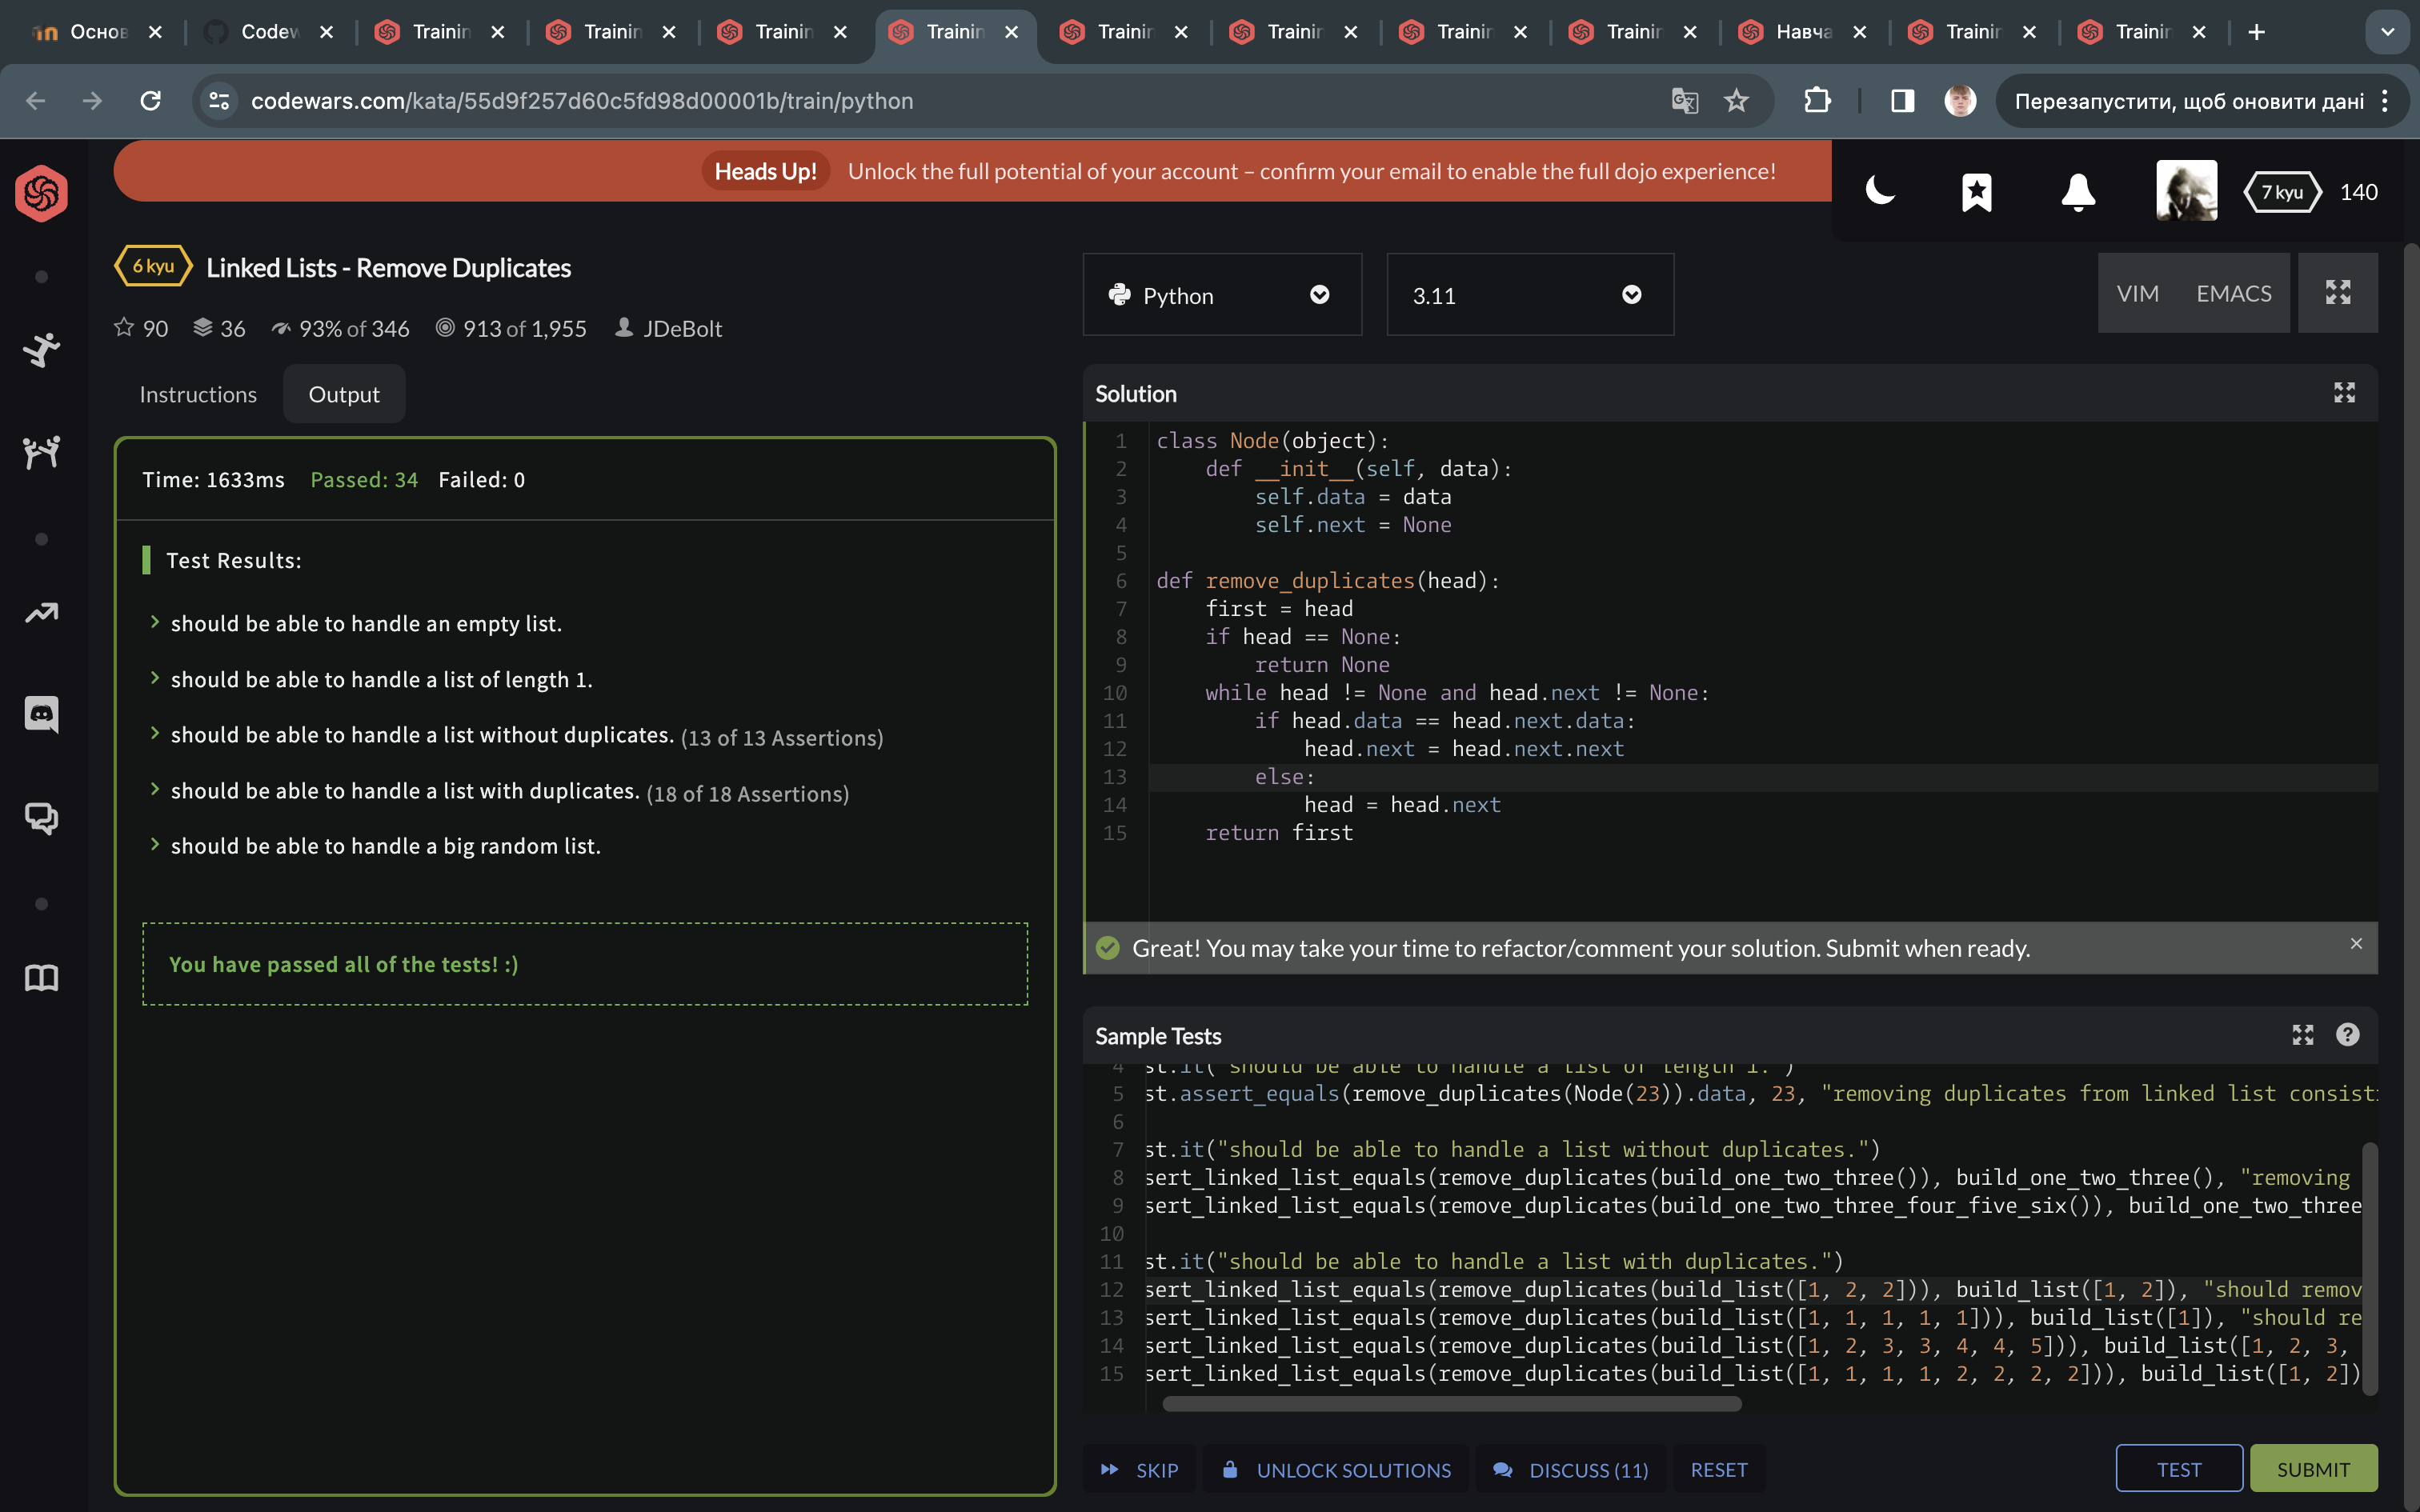 Основ
Codew
Trainin
Trainin
Trainin
Trainin
Trainin
Trainin
Trainin
Trainin
Навча
Trainin
Trainin
codewars.com/kata/55d9f257d60c5fd98d00001b/train/python
Перезапустити, щоб оновити дані
Heads Up! Unlock the full potential of your account – confirm your email to enable the full dojo experience!
7 kyu 140
6 kyu Linked Lists - Remove Duplicates
90 36 93% of 346 913 of 1,955 JDeBolt
Instructions Output
Time: 1633ms Passed: 34 Failed: 0
Test Results:
should be able to handle an empty list.
should be able to handle a list of length 1.
should be able to handle a list without duplicates. (13 of 13 Assertions)
should be able to handle a list with duplicates. (18 of 18 Assertions)
should be able to handle a big random list.
You have passed all of the tests! :)
Python
3.11
VIM EMACS
Solution
1 class Node(object):
2     def __init__(self, data):
3         self.data = data
4         self.next = None
5
6 def remove_duplicates(head):
7     first = head
8     if head == None:
9         return None
10     while head != None and head.next != None:
11         if head.data == head.next.data:
12             head.next = head.next.next
13         else:
14             head = head.next
15     return first
Great! You may take your time to refactor/comment your solution. Submit when ready.
Sample Tests
4 st.it("should be able to handle a list of length 1.")
5 st.assert_equals(remove_duplicates(Node(23)).data, 23, "removing duplicates from linked list consisti
6
7 st.it("should be able to handle a list without duplicates.")
8 sert_linked_list_equals(remove_duplicates(build_one_two_three()), build_one_two_three(), "removing
9 sert_linked_list_equals(remove_duplicates(build_one_two_three_four_five_six()), build_one_two_three
10
11 st.it("should be able to handle a list with duplicates.")
12 sert_linked_list_equals(remove_duplicates(build_list([1, 2, 2])), build_list([1, 2]), "should remov
13 sert_linked_list_equals(remove_duplicates(build_list([1, 1, 1, 1, 1])), build_list([1]), "should re
14 sert_linked_list_equals(remove_duplicates(build_list([1, 2, 3, 3, 4, 4, 5])), build_list([1, 2, 3,
15 sert_linked_list_equals(remove_duplicates(build_list([1, 1, 1, 1, 2, 2, 2, 2])), build_list([1, 2])
SKIP UNLOCK SOLUTIONS DISCUSS (11) RESET TEST SUBMIT